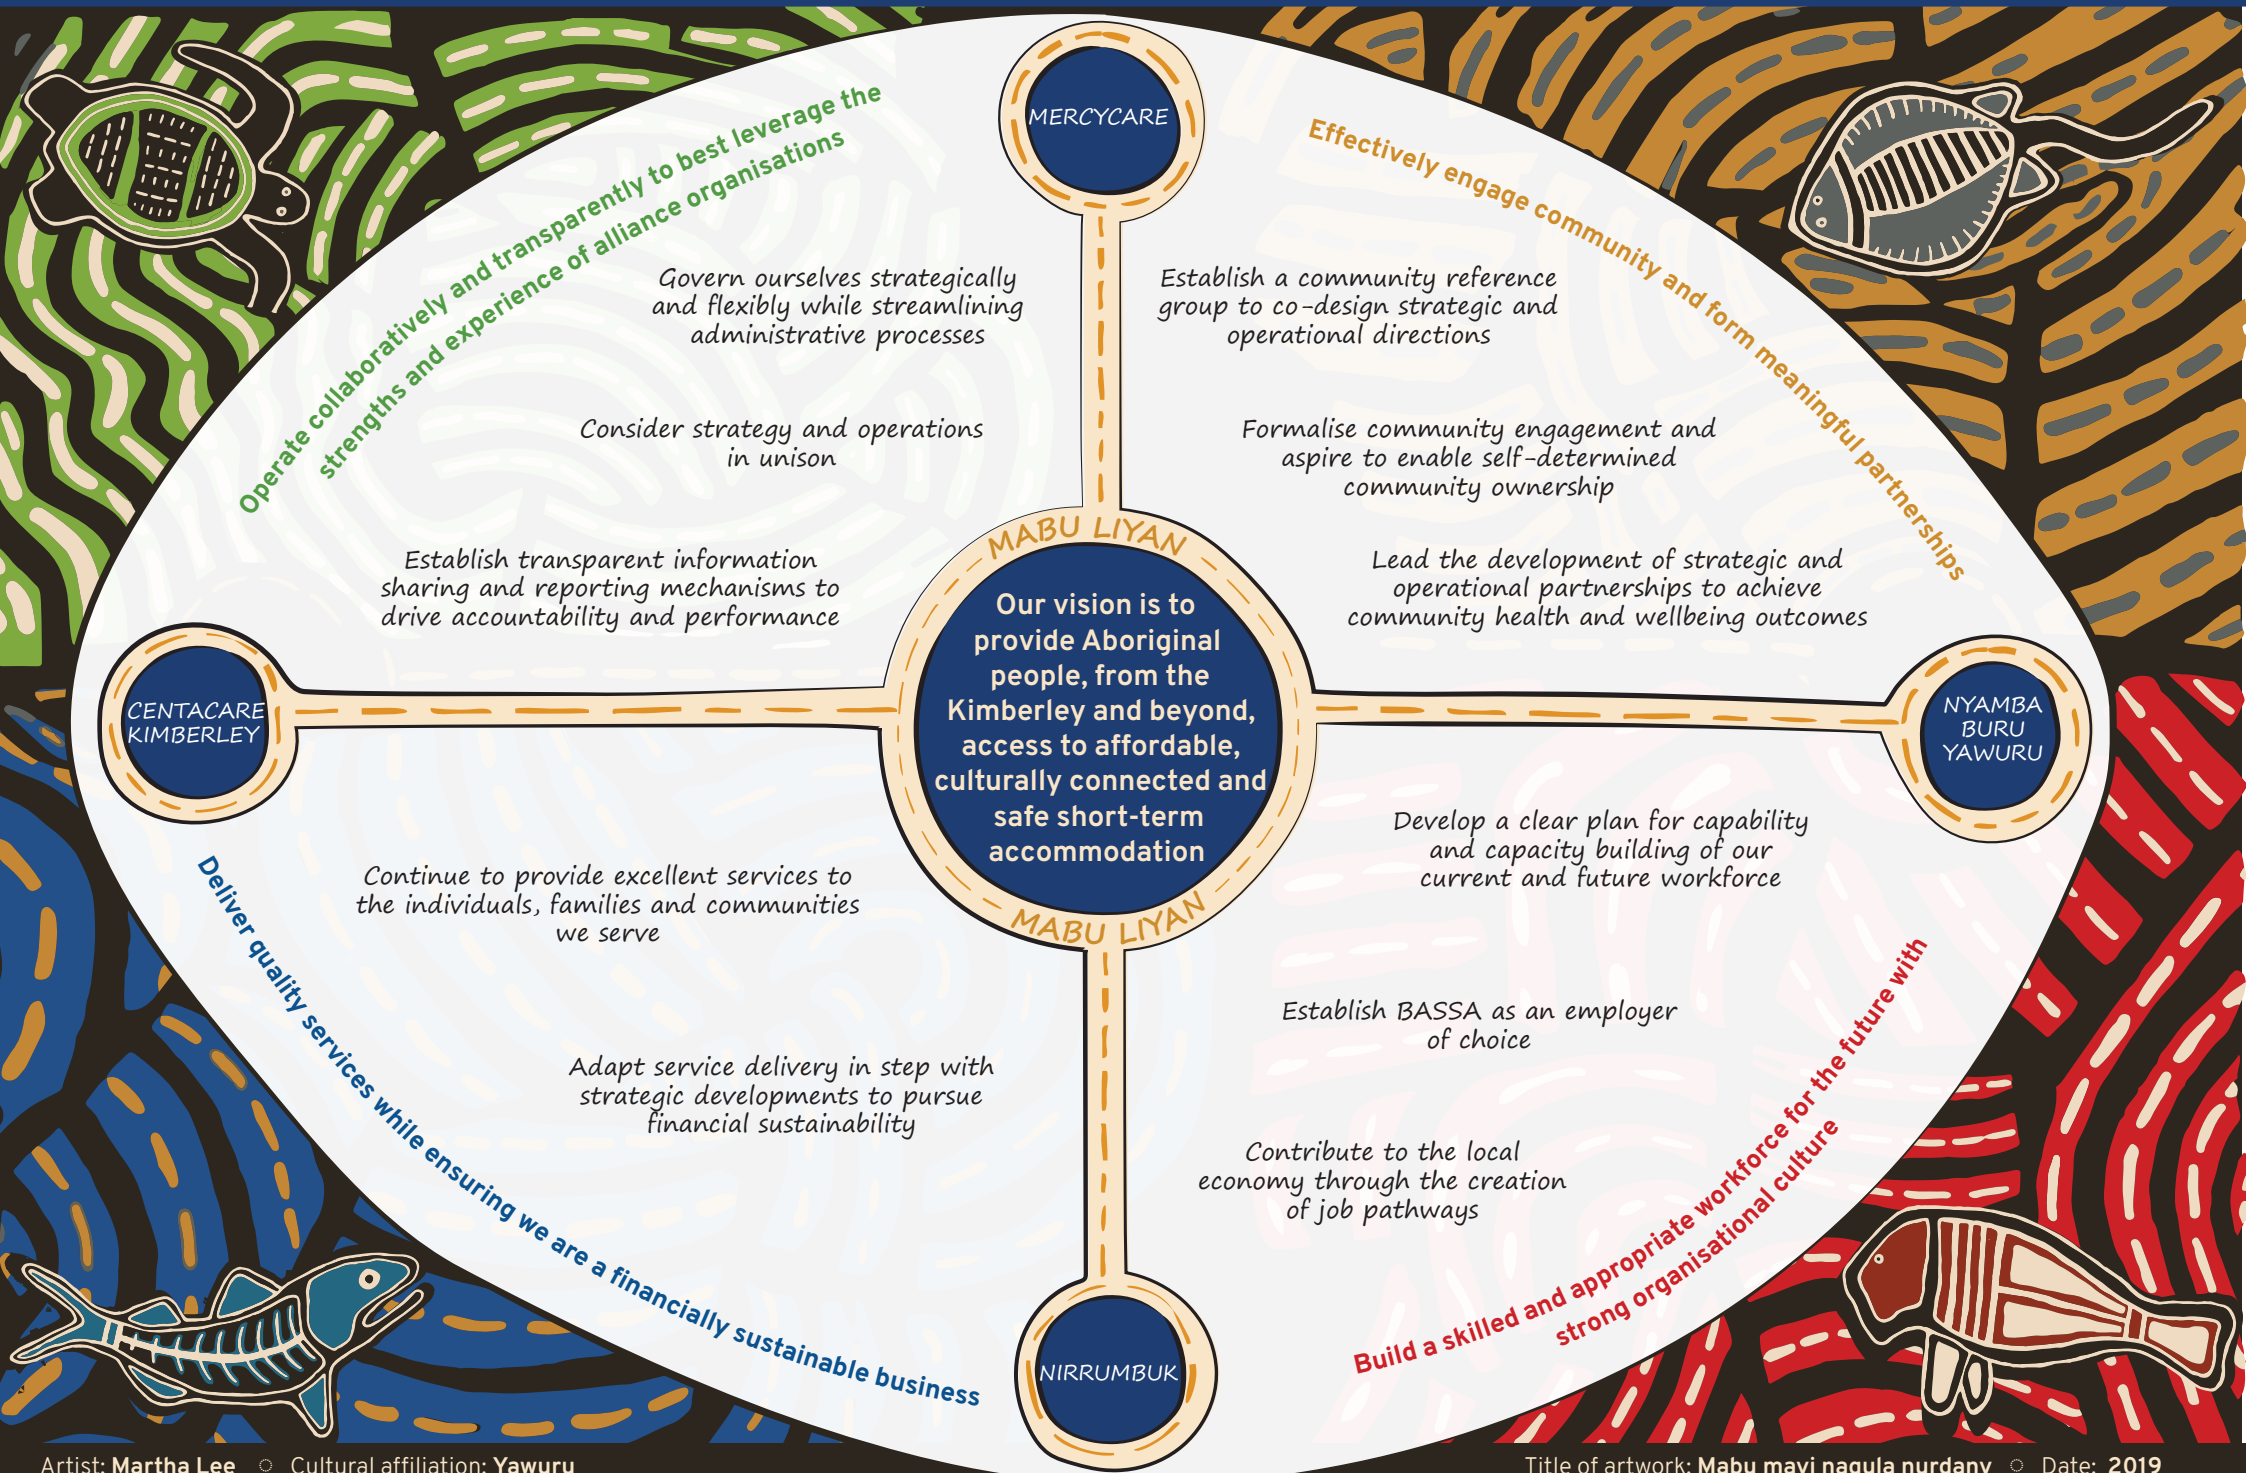 MERCYCARE
Operate collaboratively and transparently to best leverage the
strengths and experience of alliance organisations
Govern ourselves strategically
and flexibly while streamlining
administrative processes
Consider strategy and operations
in unison
Establish transparent information
sharing and reporting mechanisms to
drive accountability and performance
Effectively engage community and form meaningful partnerships
Establish a community reference
group to co-design strategic and
operational directions
Formalise community engagement and
aspire to enable self-determined
community ownership
Lead the development of strategic and
operational partnerships to achieve
community health and wellbeing outcomes
CENTACARE
KIMBERLEY
MABU LIYAN
Our vision is to
provide Aboriginal
people, from the
Kimberley and beyond,
access to affordable,
culturally connected and
safe short-term
accommodation
MABU LIYAN
NYAMBA
BURU
YAWURU
Deliver quality services while ensuring we are a financially sustainable business
Continue to provide excellent services to
the individuals, families and communities
we serve
Adapt service delivery in step with
strategic developments to pursue
financial sustainability
Develop a clear plan for capability
and capacity building of our
current and future workforce
Establish BASSA as an employer
of choice
Contribute to the local
economy through the creation
of job pathways
Build a skilled and appropriate workforce for the future with
strong organisational culture
NIRRUMBUK
Artist: Martha Lee ○ Cultural affiliation: Yawuru
Title of artwork: Mabu mayi nagula nurdany ○ Date: 2019